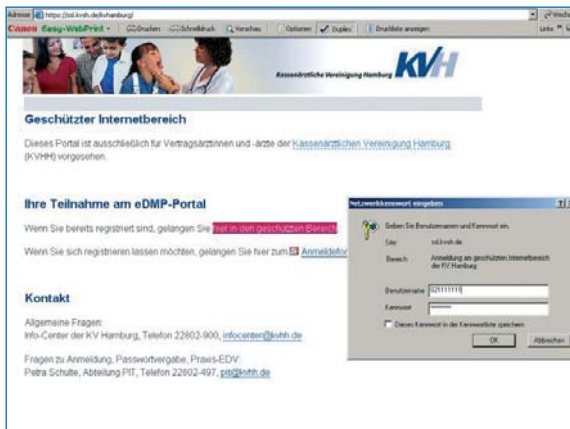 Adresse https://ssl.kvsh.de/kvhamburg/
Canon Easy-WebPrint Drucken Schnelldruck Vorschau Optionen Duplex Druckliste anzeigen Links
Kassenärztliche Vereinigung Hamburg KVH
Geschützter Internetbereich
Dieses Portal ist ausschließlich für Vertragsärztinnen und -ärzte der Kassenärztlichen Vereinigung Hamburg
(KVHH) vorgesehen.
Ihre Teilnahme am eDMP-Portal
Wenn Sie bereits registriert sind, gelangen Sie hier in den geschützten Bereich
Wenn Sie sich registrieren lassen möchten, gelangen Sie hier zum Anmeldefor
Kontakt
Allgemeine Fragen:
Info-Center der KV Hamburg, Telefon 22802-900, infocenter@kvhh.de
Fragen zu Anmeldung, Passwortvergabe, Praxis-EDV:
Petra Schulte, Abteilung PIT, Telefon 22802-497, pit@kvhh.de
Netzwerkkennwort eingeben
Geben Sie Benutzernamen und Kennwort ein.
ssl.kvsh.de
Bereich Anmeldung am geschützten Internetbereich
der KV Hamburg
Benutzername
Kennwort
Dieses Kennwort in der Kennwortliste speichern
OK Abbrechen